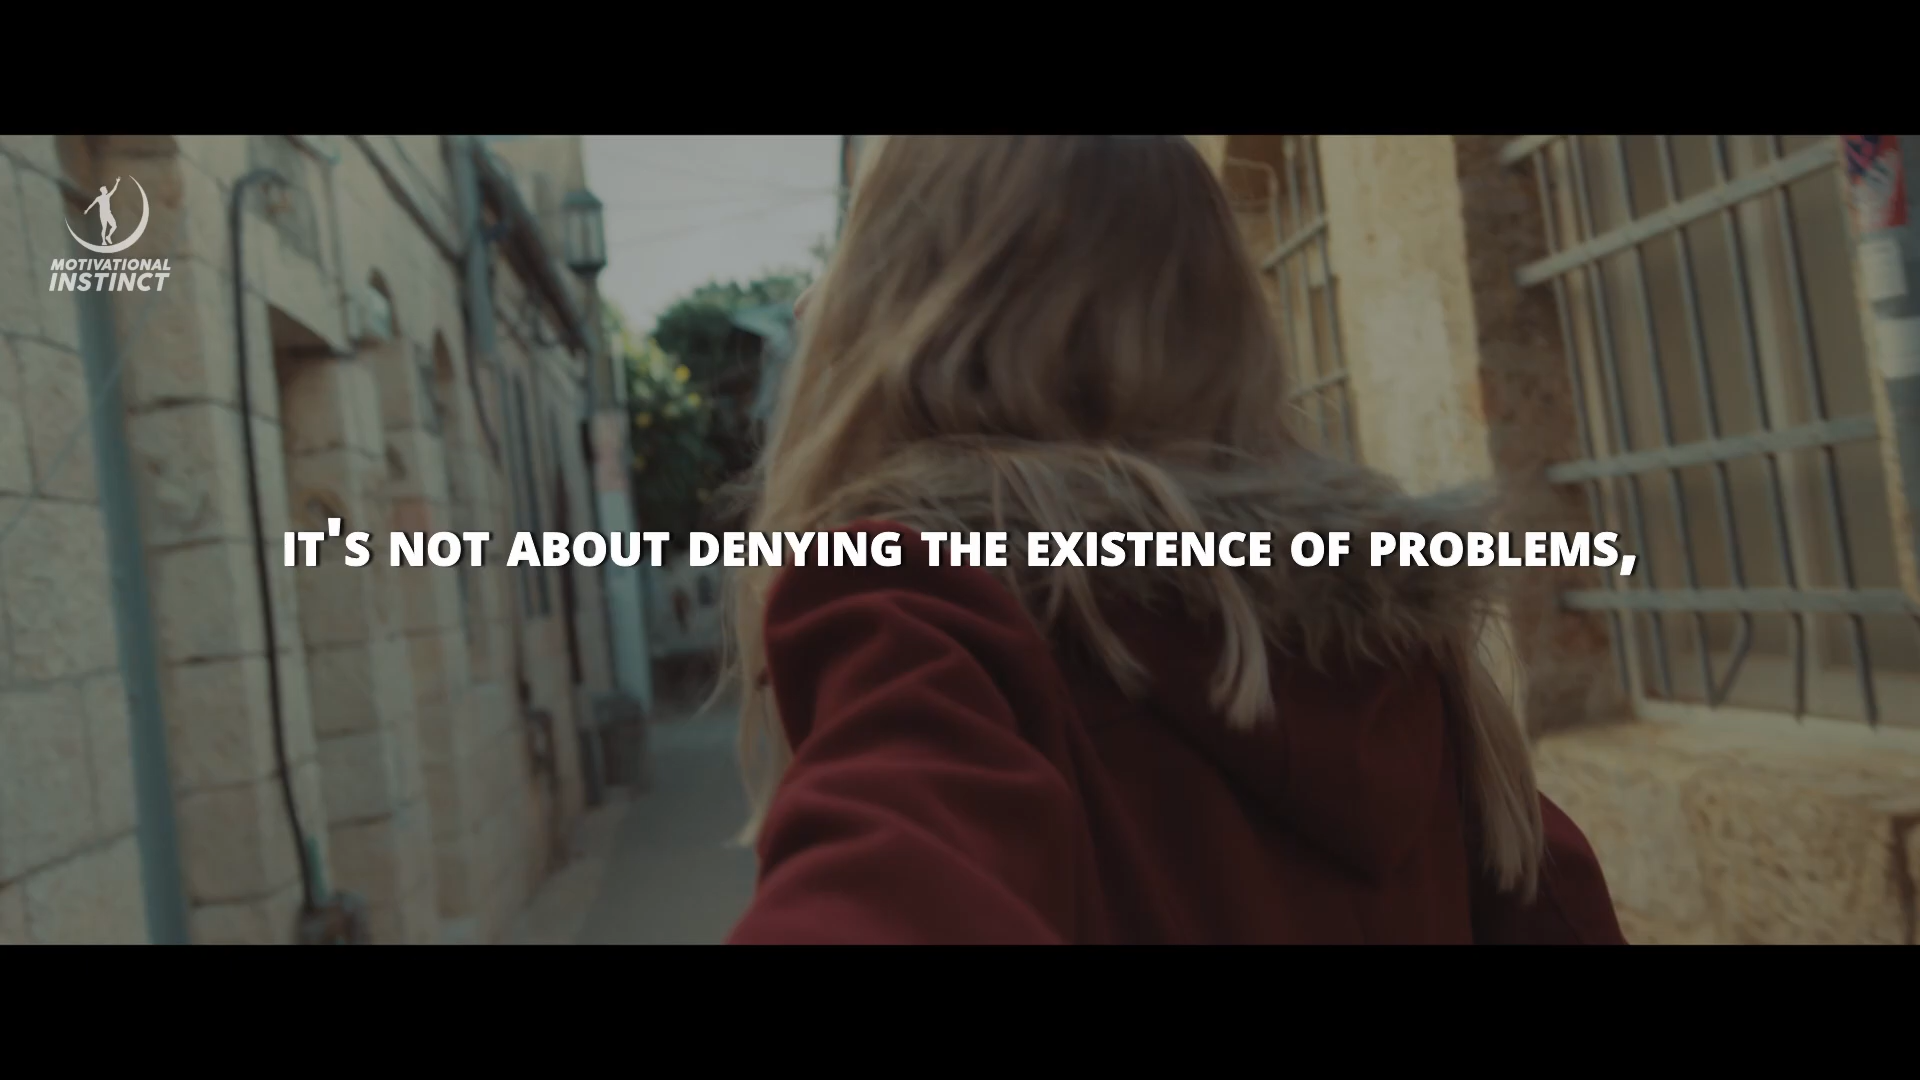 MOTIVATIONAL
INSTINCT
IT'S NOT ABOUT DENYING THE EXISTENCE OF PROBLEMS,